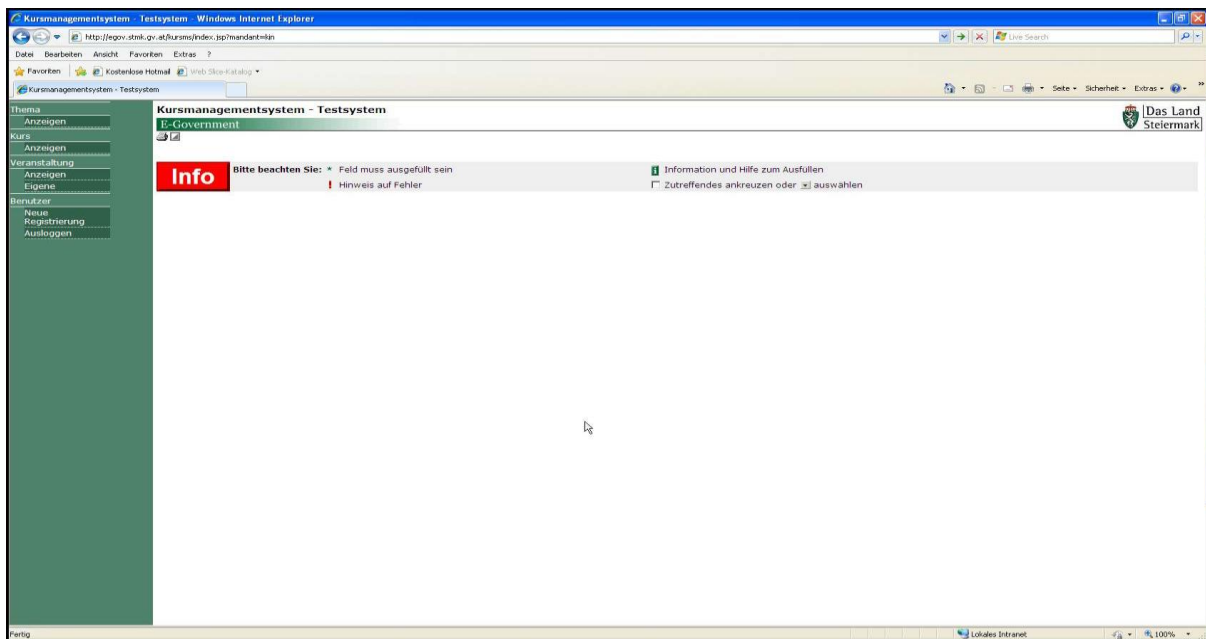 Kursmanagementsystem - Testsystem - Windows Internet Explorer
http://egov.stmk.gv.at/kursms/index.jsp?mandant=kin
Live Search
Datei Bearbeiten Ansicht Favoriten Extras ?
Favoriten Kostenlose Hotmail Web Slice-Katalog
Kursmanagementsystem - Testsystem
Seite Sicherheit Extras
Thema
Anzeigen
Kurs
Anzeigen
Veranstaltung
Anzeigen
Eigene
Benutzer
Neue
Registrierung
Ausloggen
Kursmanagementsystem - Testsystem
E-Government
Das Land
Steiermark
Info
Bitte beachten Sie: * Feld muss ausgefüllt sein
! Hinweis auf Fehler
i Information und Hilfe zum Ausfüllen
Zutreffendes ankreuzen oder auswählen
Fertig
Lokales Intranet
100%